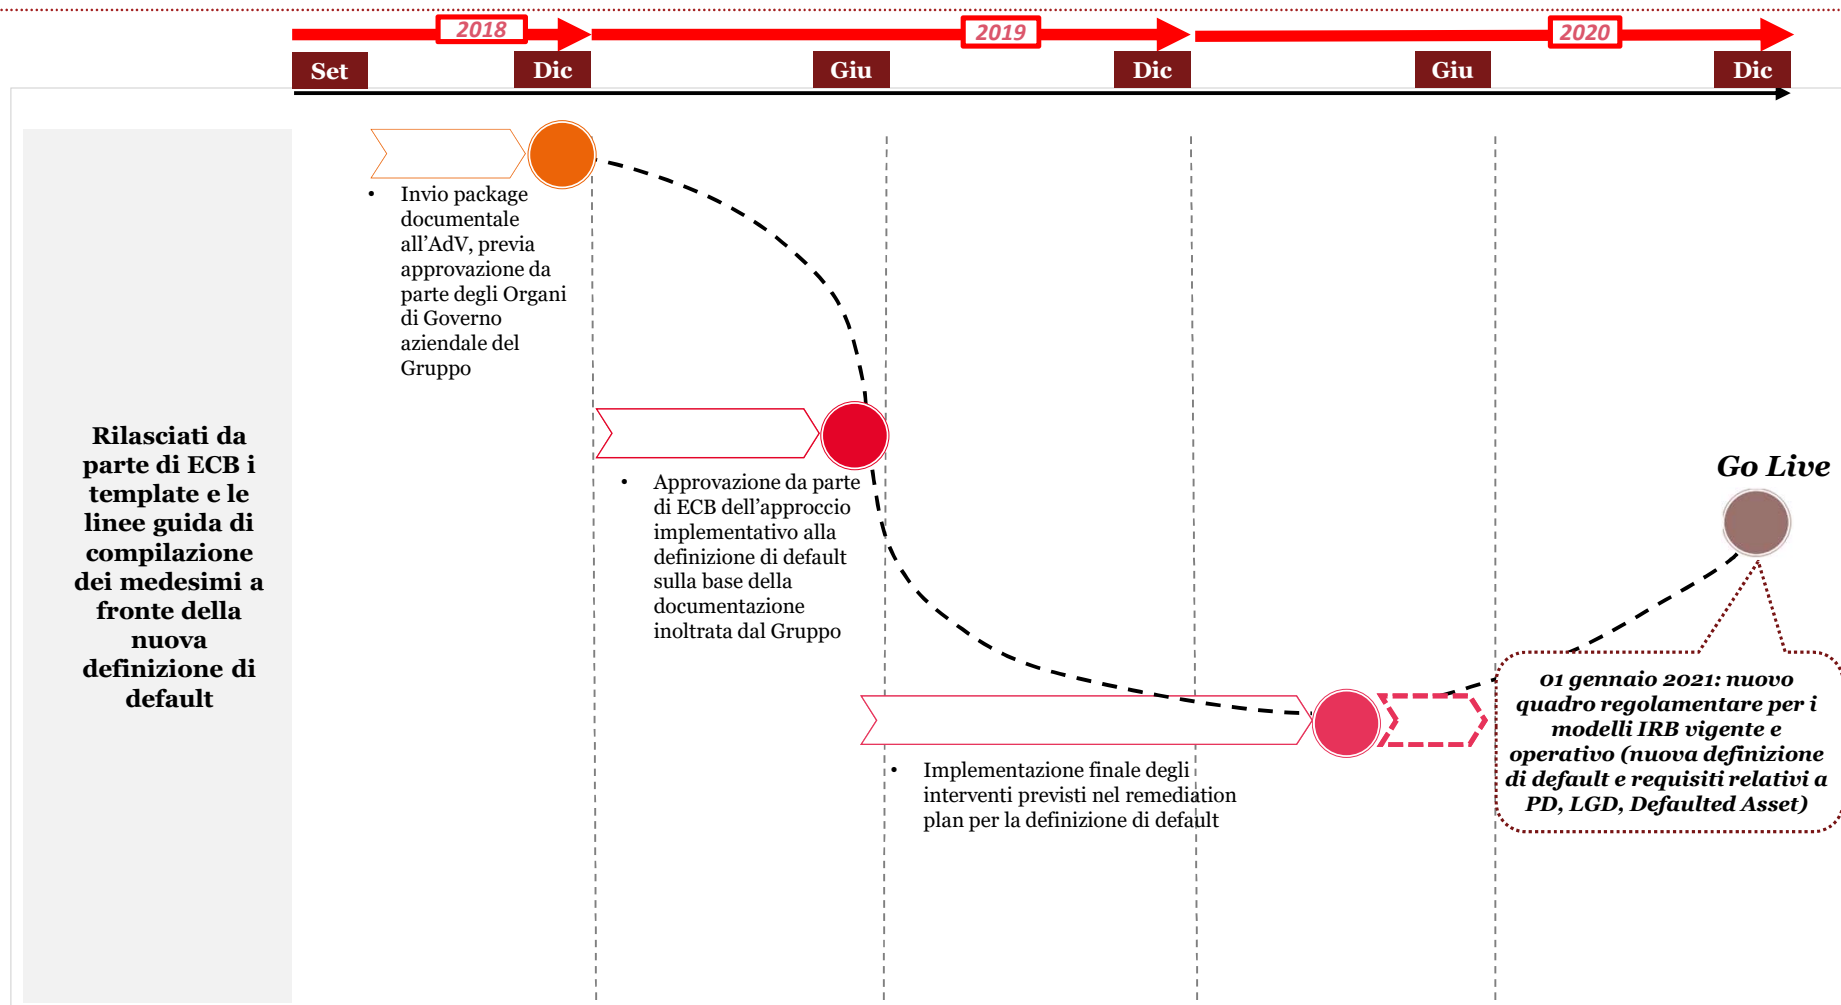 2018
2019
2020
Set
Dic
Giu
Dic
Giu
Dic
Rilasciati da
parte di ECB i
template e le
linee guida di
compilazione
dei medesimi a
fronte della
nuova
definizione di
default
• Invio package
documentale
all’AdV, previa
approvazione da
parte degli Organi
di Governo
aziendale del
Gruppo
• Approvazione da parte
di ECB dell’approccio
implementativo alla
definizione di default
sulla base della
documentazione
inoltrata dal Gruppo
• Implementazione finale degli
interventi previsti nel remediation
plan per la definizione di default
Go Live
01 gennaio 2021: nuovo
quadro regolamentare per i
modelli IRB vigente e
operativo (nuova definizione
di default e requisiti relativi a
PD, LGD, Defaulted Asset)